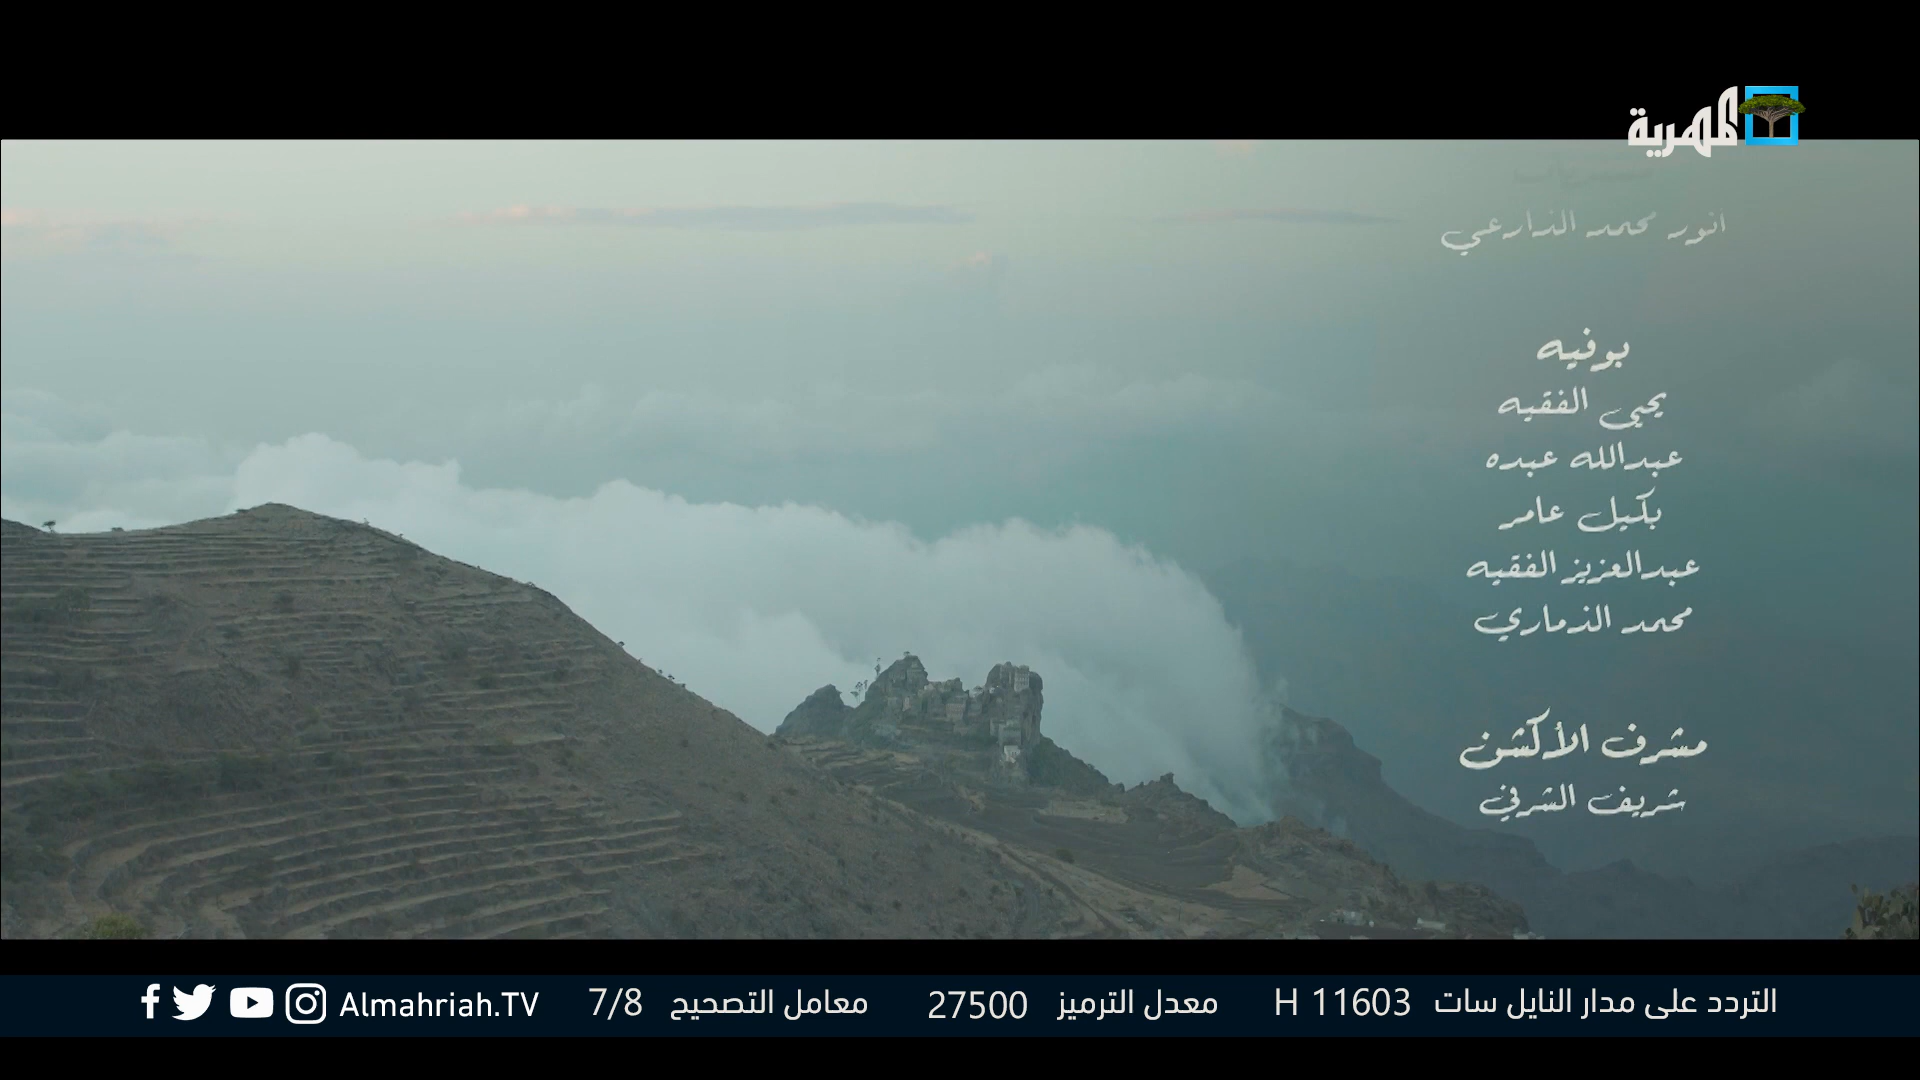 المهرية
انور محمد الذارعي
بوفيه
يحيى الفقيه
عبدالله عبده
بكيل عامر
عبدالعزيز الفقيه
محمد الذماري
مشرف الأكشن
شريف الشرفي
التردد على مدار النايل سات 11603 H معدل الترميز 27500 معامل التصحيح 7/8 Almahriah.TV